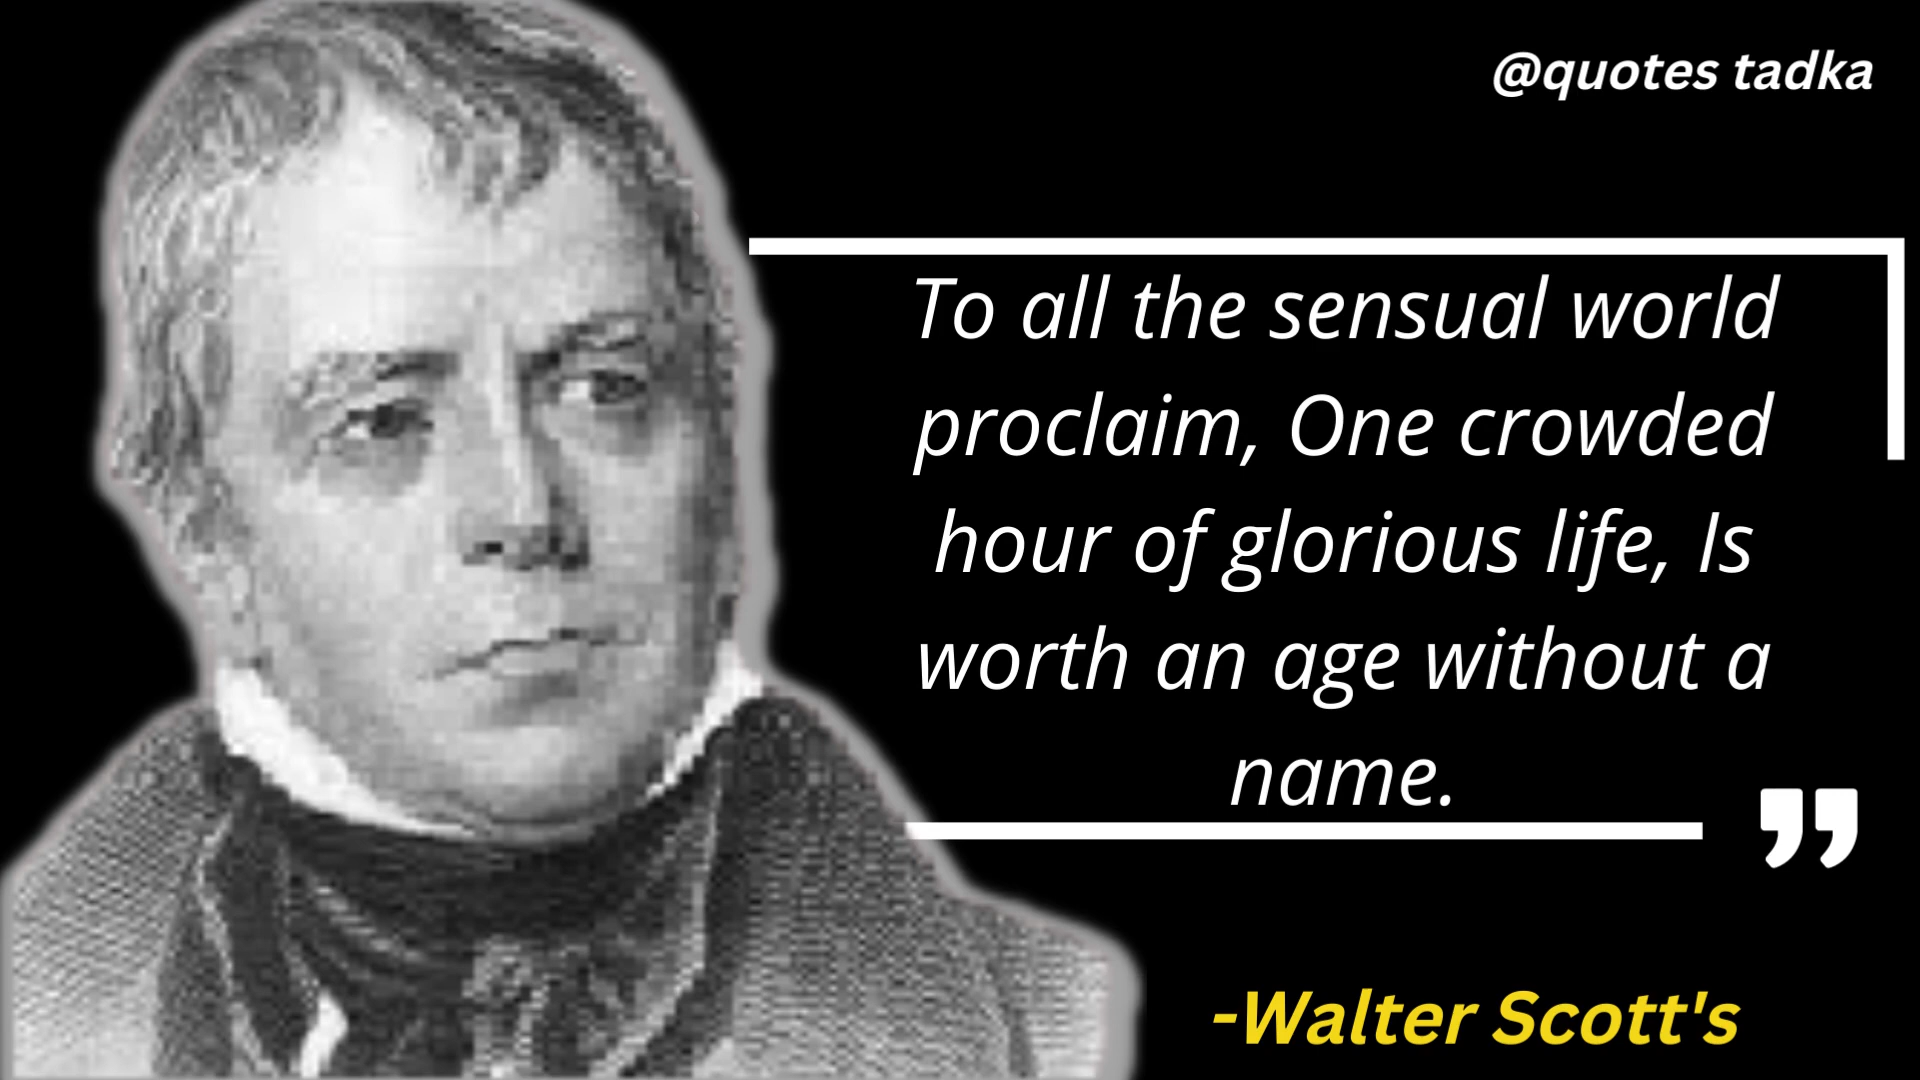 @quotes tadka
To all the sensual world
proclaim, One crowded
hour of glorious life, Is
worth an age without a
name.
”
-Walter Scott's